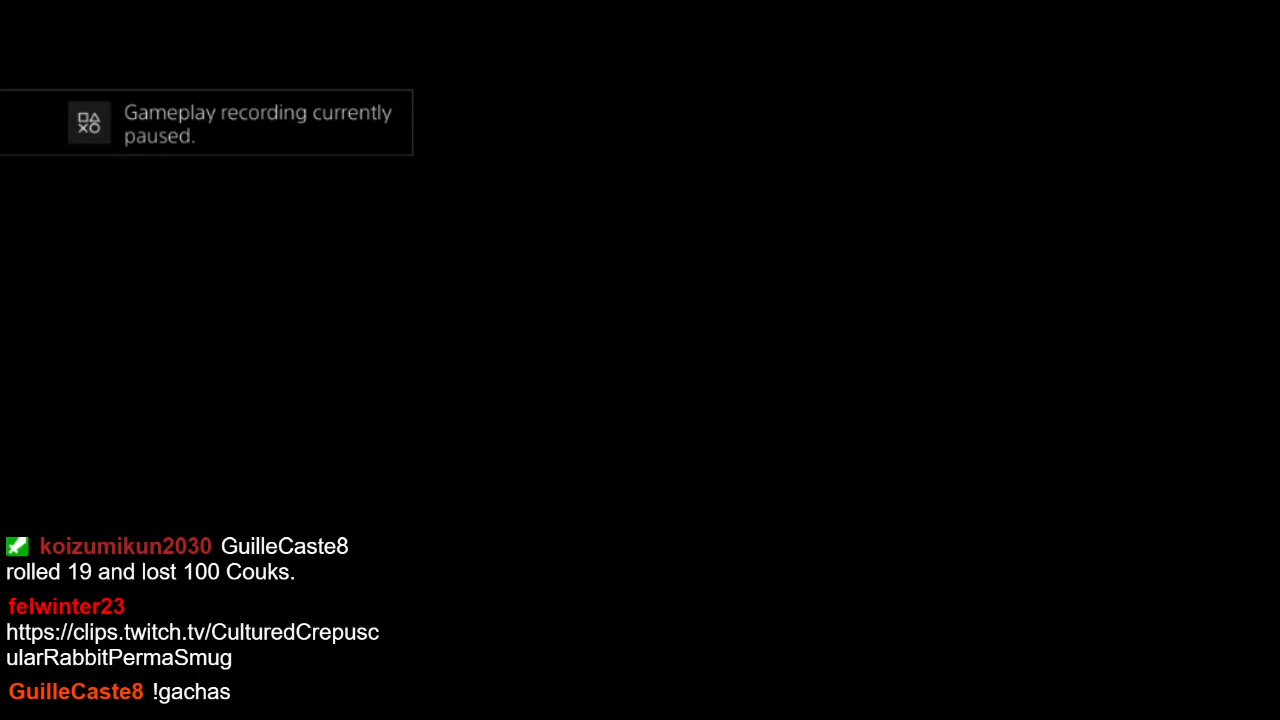 Gameplay recording currently
paused.
koizumikun2030 GuilleCaste8
rolled 19 and lost 100 Couks.
felwinter23
https://clips.twitch.tv/CulturedCrepusc
ularRabbitPermaSmug
GuilleCaste8 !gachas